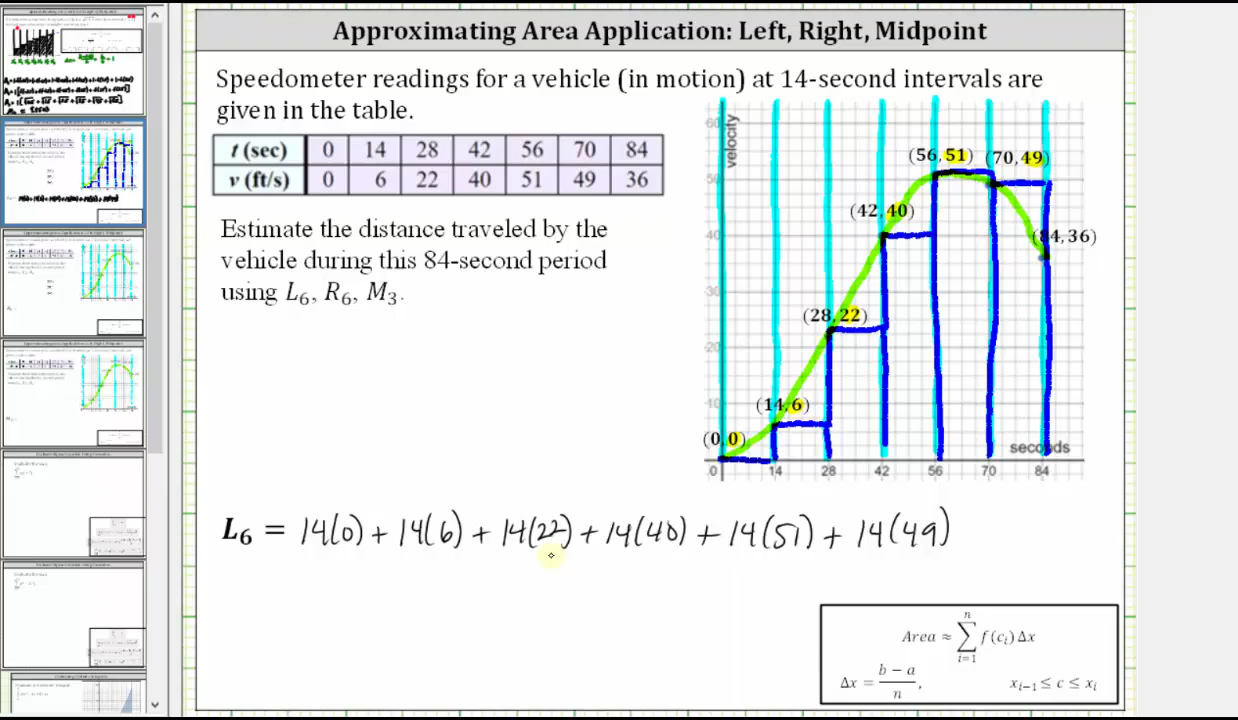 Approximating Area Application: Left, Right, Midpoint
Speedometer readings for a vehicle (in motion) at 14-second intervals are
given in the table.
t (sec) 0 14 28 42 56 70 84
v (ft/s) 0 6 22 40 51 49 36
Estimate the distance traveled by the
vehicle during this 84-second period
using L₆, R₆, M₃.
velocity
60
50
40
30
20
10
(56, 51) (70, 49)
(42, 40)
(84, 36)
(28, 22)
(14, 6)
(0, 0)
seconds
0 14 28 42 56 70 84
L₆ = 14(0) + 14(6) + 14(22) + 14(40) + 14(51) + 14(49)
Area ≈ ∑ⁿᵢ₌₁ f(cᵢ) Δx
Δx = (b − a)/n, xᵢ₋₁ ≤ c ≤ xᵢ